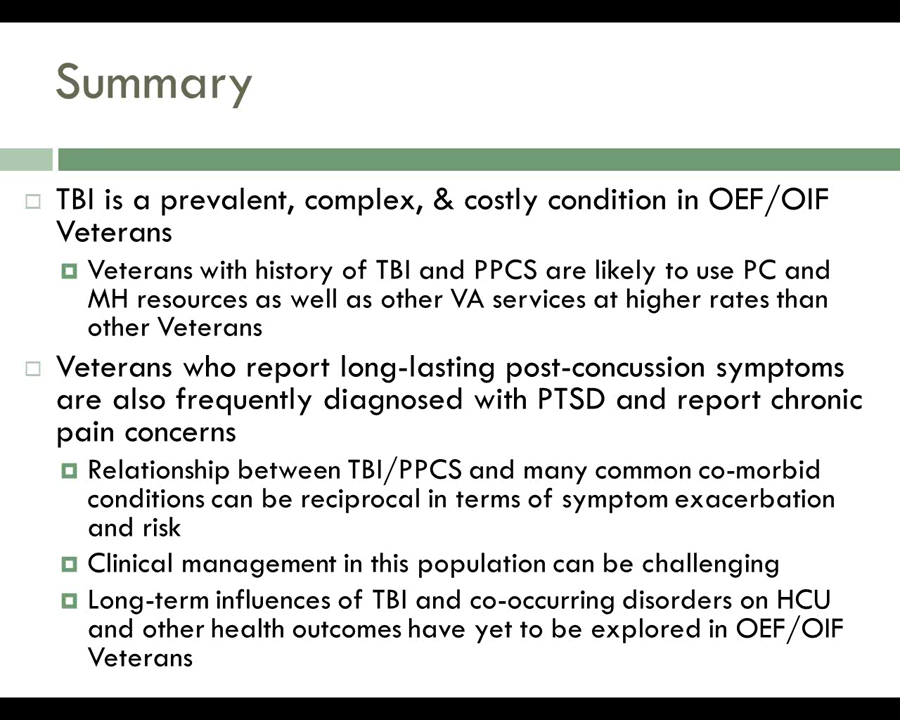 Summary
TBI is a prevalent, complex, & costly condition in OEF/OIF
Veterans
Veterans with history of TBI and PPCS are likely to use PC and
MH resources as well as other VA services at higher rates than
other Veterans
Veterans who report long-lasting post-concussion symptoms
are also frequently diagnosed with PTSD and report chronic
pain concerns
Relationship between TBI/PPCS and many common co-morbid
conditions can be reciprocal in terms of symptom exacerbation
and risk
Clinical management in this population can be challenging
Long-term influences of TBI and co-occurring disorders on HCU
and other health outcomes have yet to be explored in OEF/OIF
Veterans